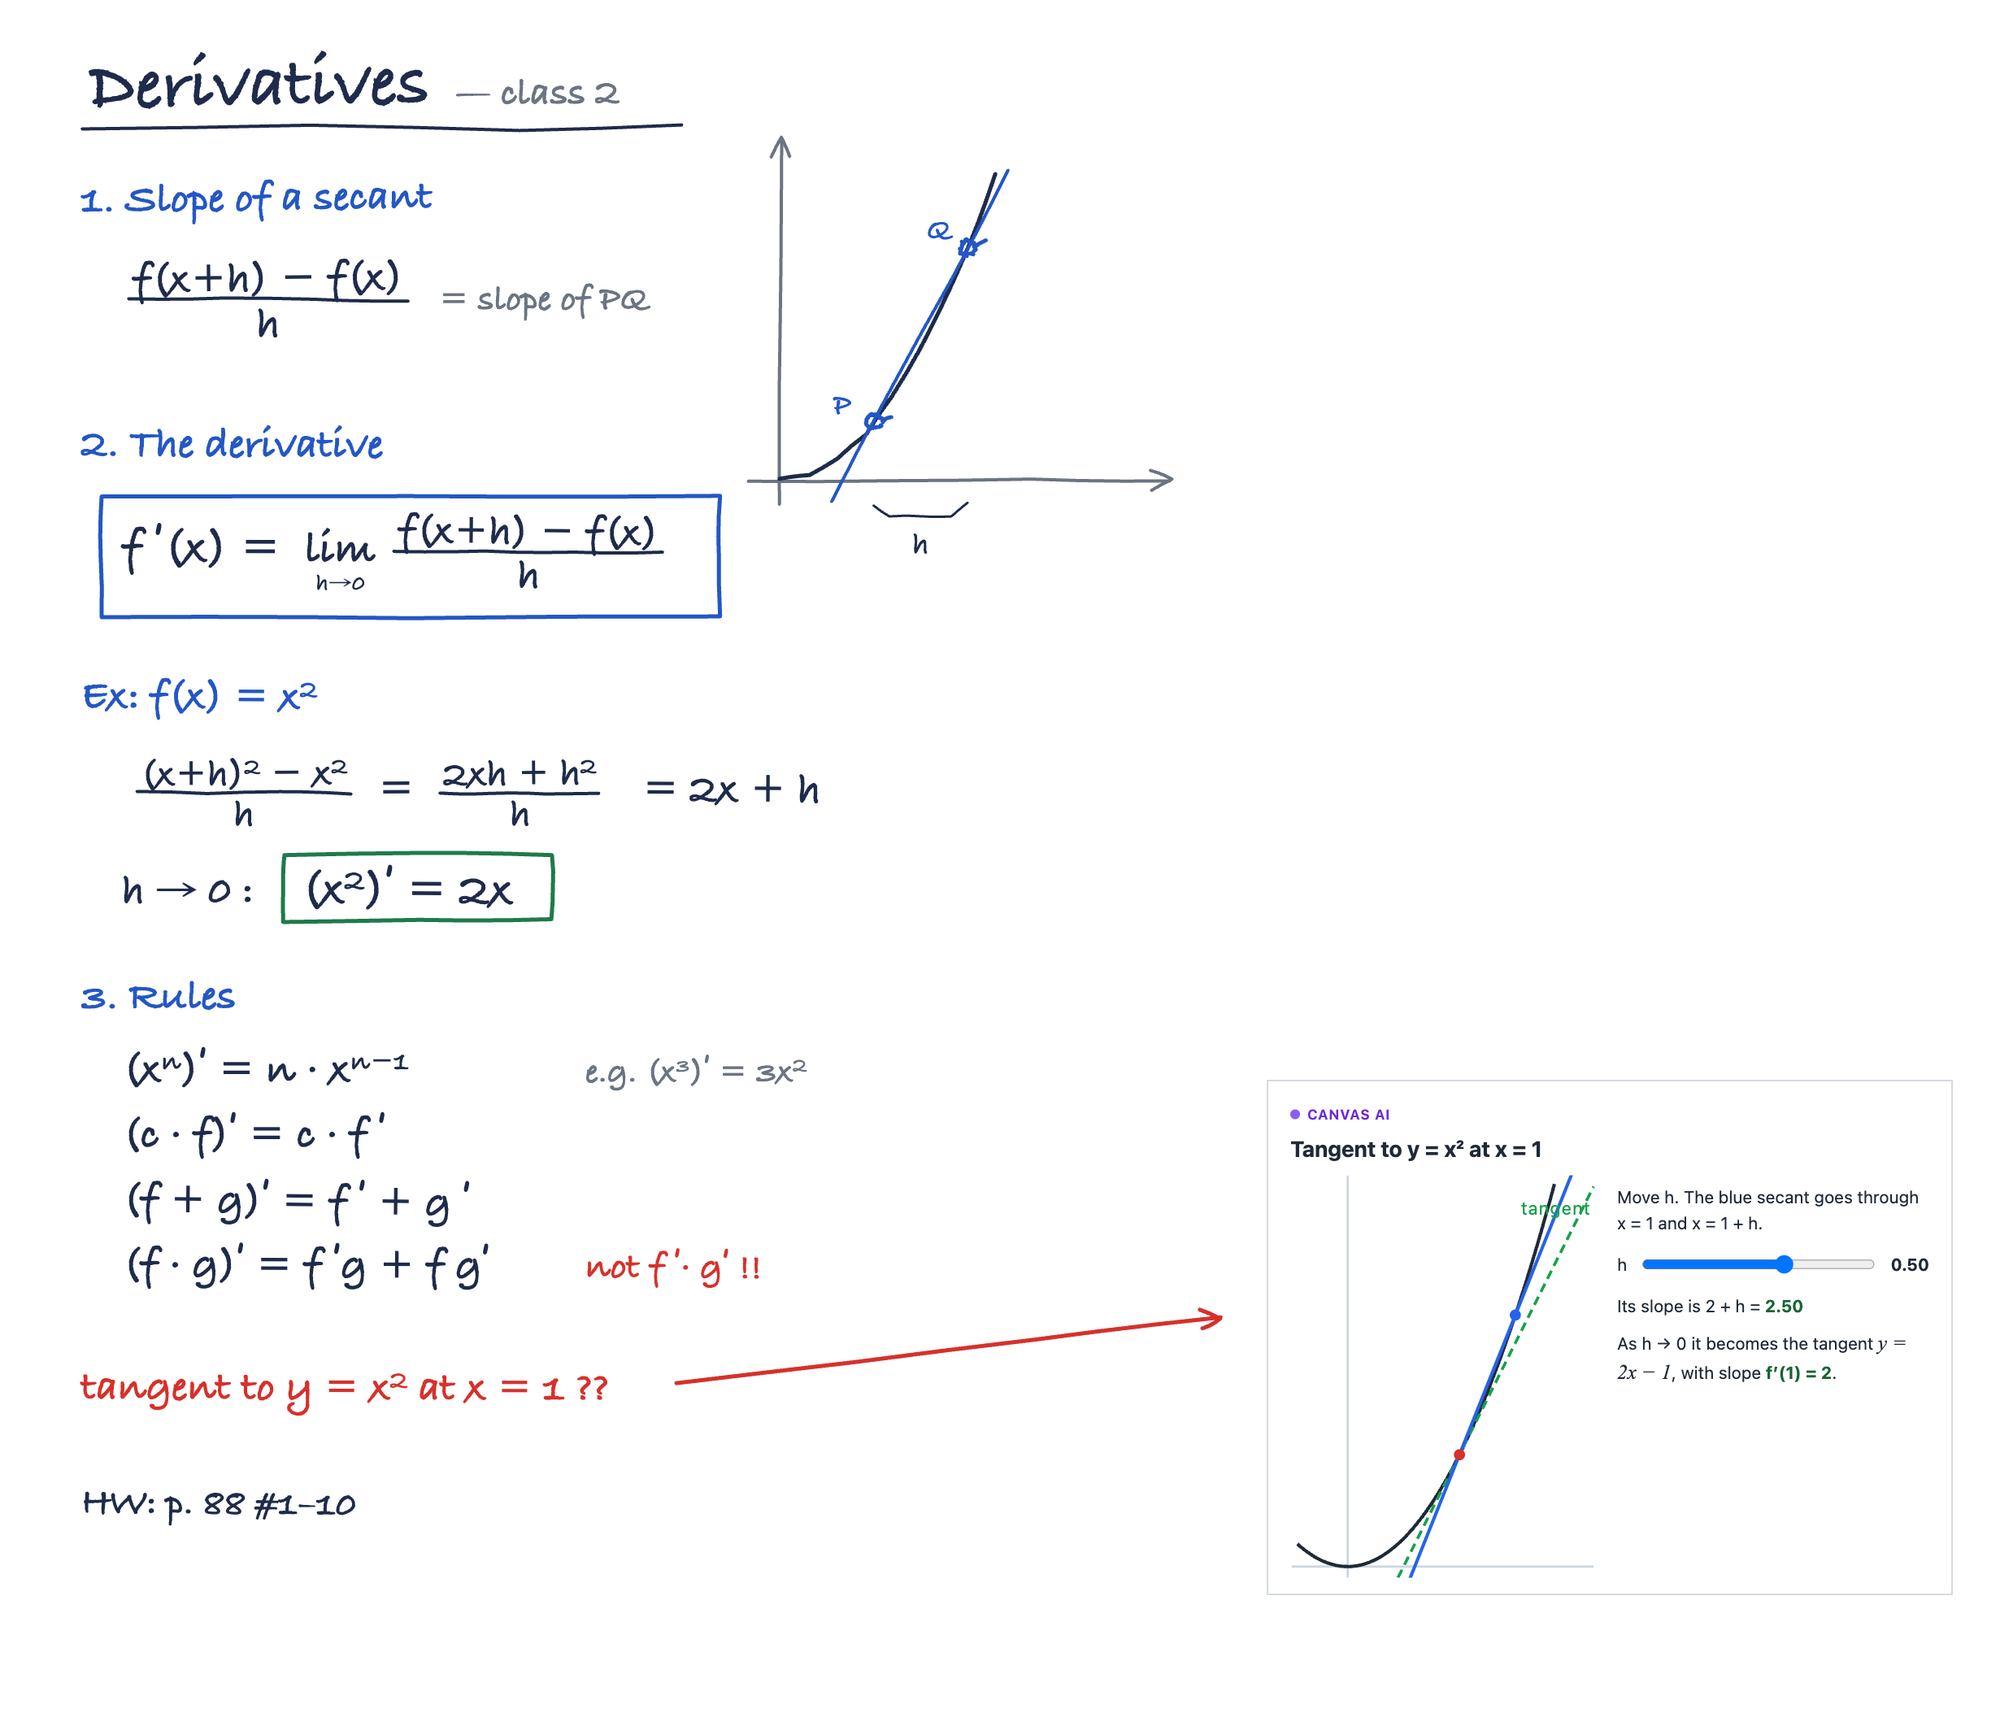 Derivatives — class 2
1. Slope of a secant
f(x+h) − f(x)
h
= slope of PQ
Q
P
h
2. The derivative
f'(x) = lim
h→0
f(x+h) − f(x)
h
Ex: f(x) = x²
(x+h)² − x²
h
=
2xh + h²
h
= 2x + h
h → 0 : (x²)' = 2x
3. Rules
(xⁿ)' = n · xⁿ⁻¹ e.g. (x³)' = 3x²
(c · f)' = c · f'
(f + g)' = f' + g'
(f · g)' = f'g + fg' not f' · g' !!
tangent to y = x² at x = 1 ??
HW: p. 88 #1–10
CANVAS AI
Tangent to y = x² at x = 1
tangent
Move h. The blue secant goes through
x = 1 and x = 1 + h.
h 0.50
Its slope is 2 + h = 2.50
As h → 0 it becomes the tangent y =
2x − 1, with slope f′(1) = 2.